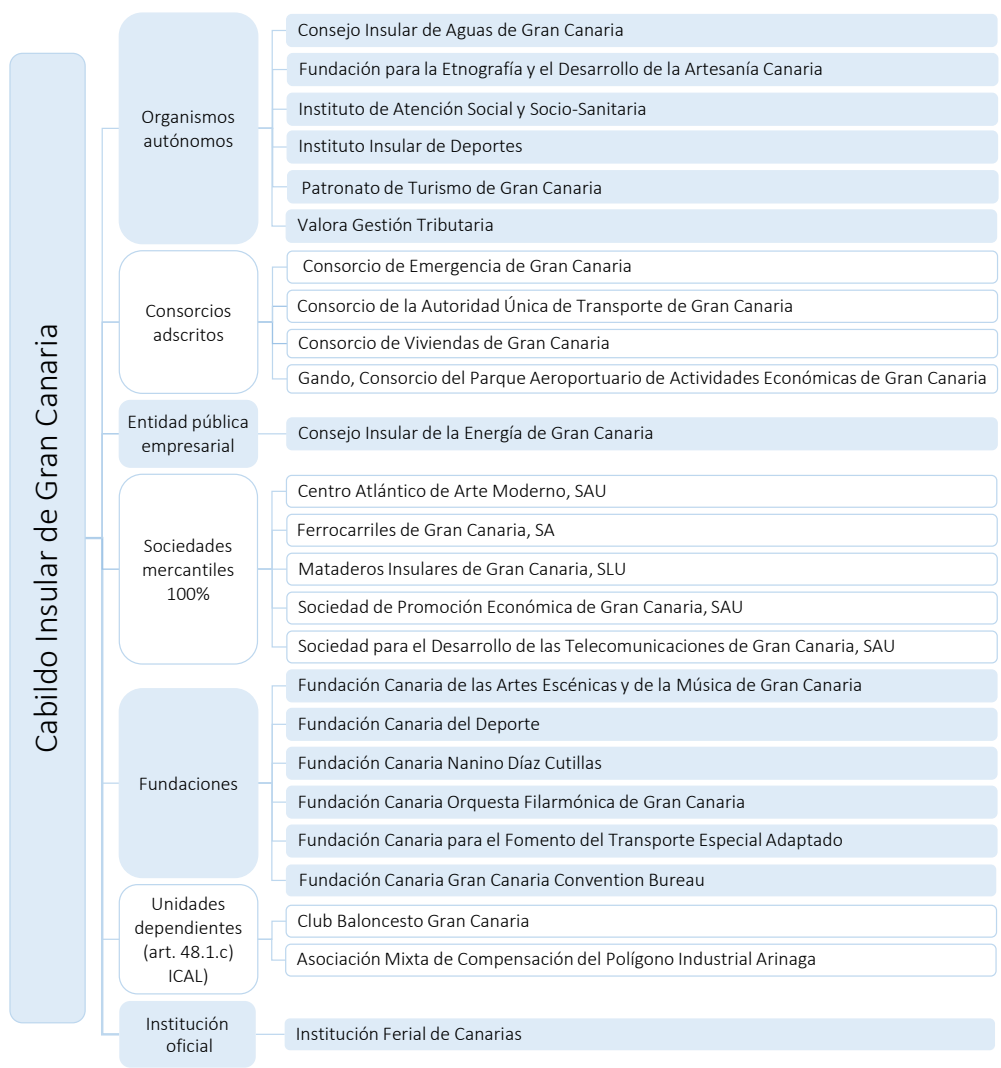 Cabildo Insular de Gran Canaria
Organismos
autónomos
Consejo Insular de Aguas de Gran Canaria
Fundación para la Etnografía y el Desarrollo de la Artesanía Canaria
Instituto de Atención Social y Socio-Sanitaria
Instituto Insular de Deportes
Patronato de Turismo de Gran Canaria
Valora Gestión Tributaria
Consorcios
adscritos
Consorcio de Emergencia de Gran Canaria
Consorcio de la Autoridad Única de Transporte de Gran Canaria
Consorcio de Viviendas de Gran Canaria
Gando, Consorcio del Parque Aeroportuario de Actividades Económicas de Gran Canaria
Entidad pública
empresarial
Consejo Insular de la Energía de Gran Canaria
Sociedades
mercantiles
100%
Centro Atlántico de Arte Moderno, SAU
Ferrocarriles de Gran Canaria, SA
Mataderos Insulares de Gran Canaria, SLU
Sociedad de Promoción Económica de Gran Canaria, SAU
Sociedad para el Desarrollo de las Telecomunicaciones de Gran Canaria, SAU
Fundaciones
Fundación Canaria de las Artes Escénicas y de la Música de Gran Canaria
Fundación Canaria del Deporte
Fundación Canaria Nanino Díaz Cutillas
Fundación Canaria Orquesta Filarmónica de Gran Canaria
Fundación Canaria para el Fomento del Transporte Especial Adaptado
Fundación Canaria Gran Canaria Convention Bureau
Unidades
dependientes
(art. 48.1.c)
ICAL)
Club Baloncesto Gran Canaria
Asociación Mixta de Compensación del Polígono Industrial Arinaga
Institución
oficial
Institución Ferial de Canarias